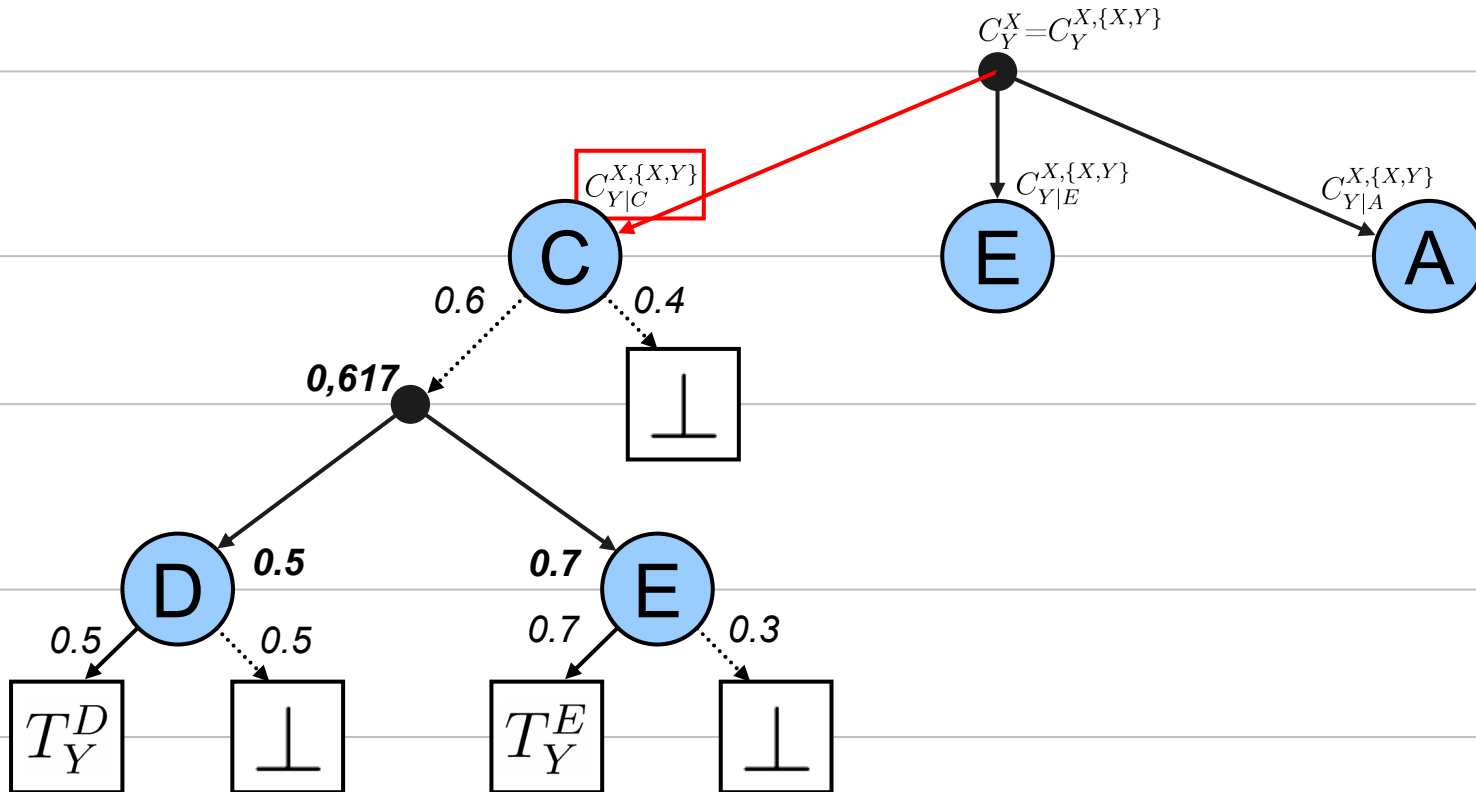 $C_Y^X = C_Y^{X,\{X,Y\}}$
$C_{Y|C}^{X,\{X,Y\}}$ $C_{Y|E}^{X,\{X,Y\}}$ $C_{Y|A}^{X,\{X,Y\}}$
C E A
0.6 0.4
0,617
⊥
D 0.5 0.7 E
0.5 0.5 0.7 0.3
$T_Y^D$ ⊥ $T_Y^E$ ⊥